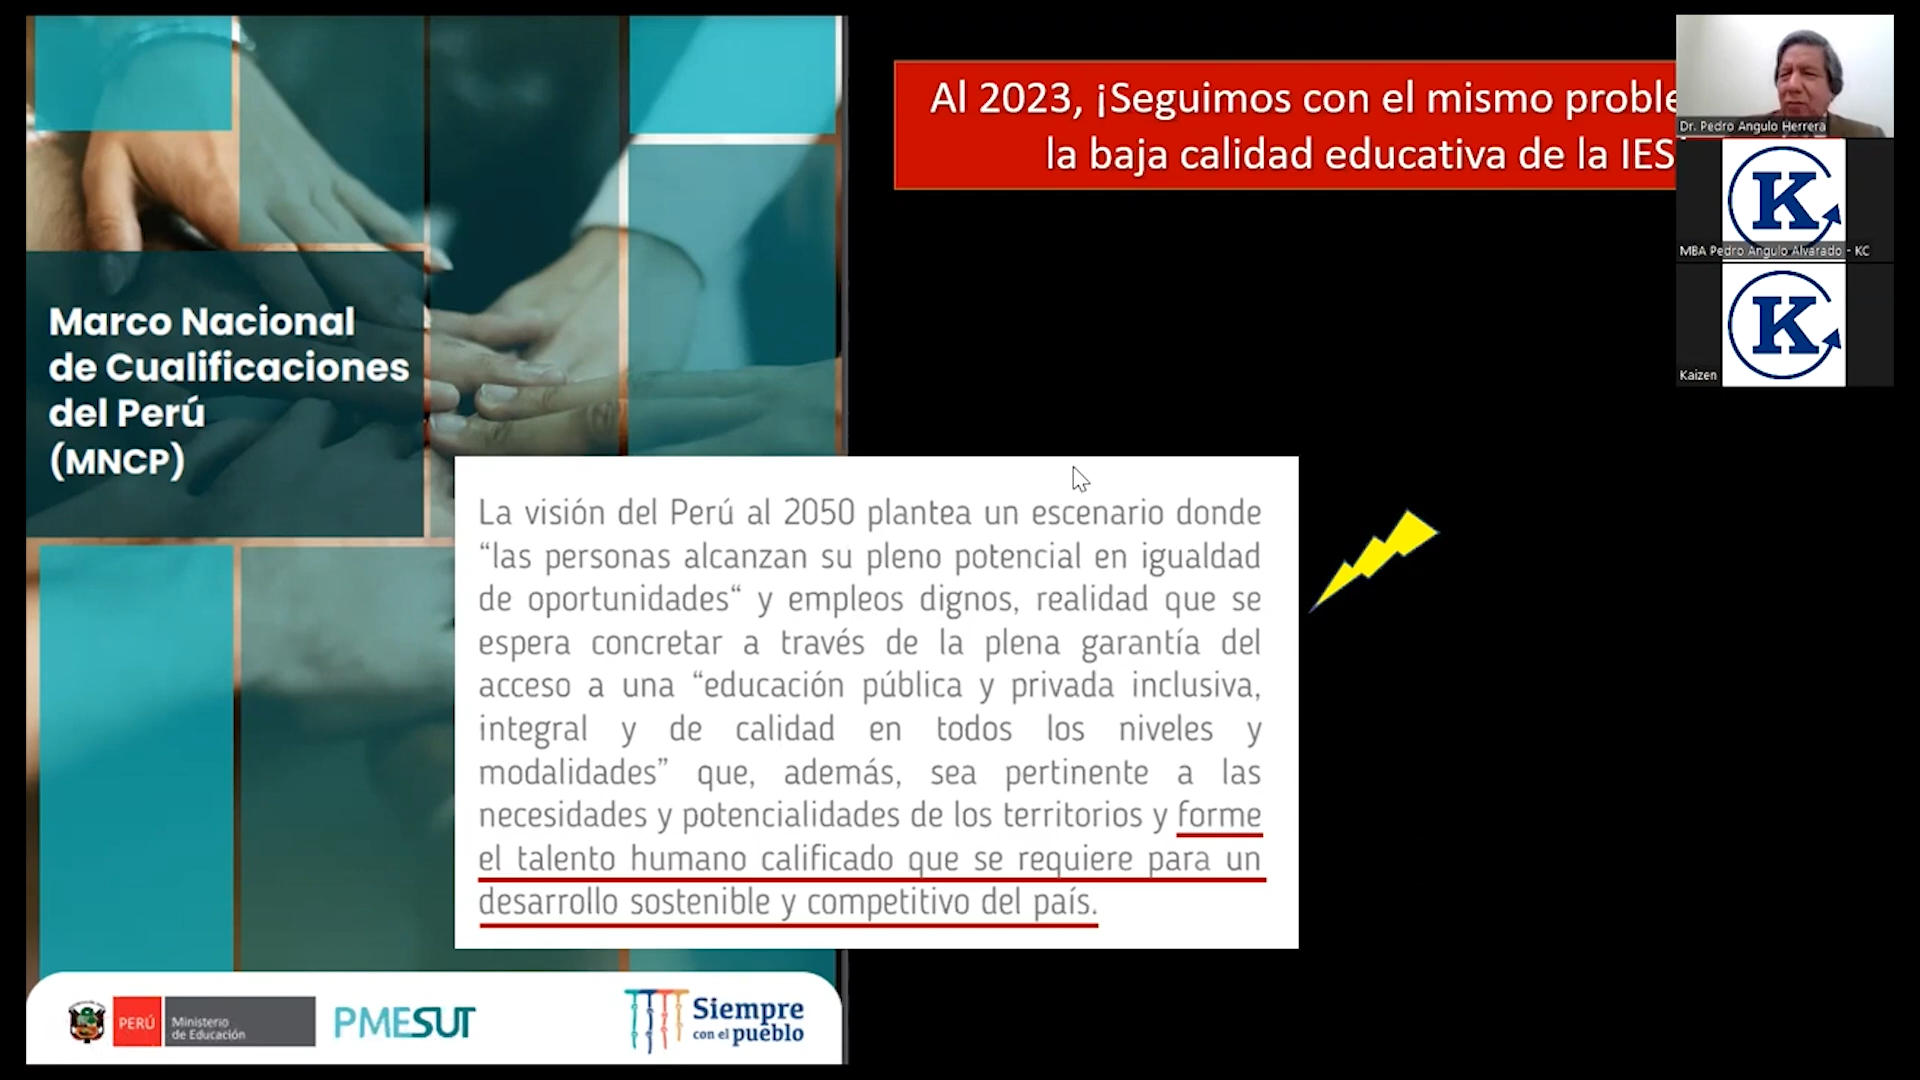 Al 2023, ¡Seguimos con el mismo proble
la baja calidad educativa de la IES
Dr. Pedro Angulo Herrera
K
MBA Pedro Angulo Alvarado - KC
K
Kaizen
Marco Nacional
de Cualificaciones
del Perú
(MNCP)
La visión del Perú al 2050 plantea un escenario donde
“las personas alcanzan su pleno potencial en igualdad
de oportunidades“ y empleos dignos, realidad que se
espera concretar a través de la plena garantía del
acceso a una “educación pública y privada inclusiva,
integral y de calidad en todos los niveles y
modalidades” que, además, sea pertinente a las
necesidades y potencialidades de los territorios y forme
el talento humano calificado que se requiere para un
desarrollo sostenible y competitivo del país.
PERÚ
Ministerio
de Educación
PMESUT
Siempre
con el pueblo